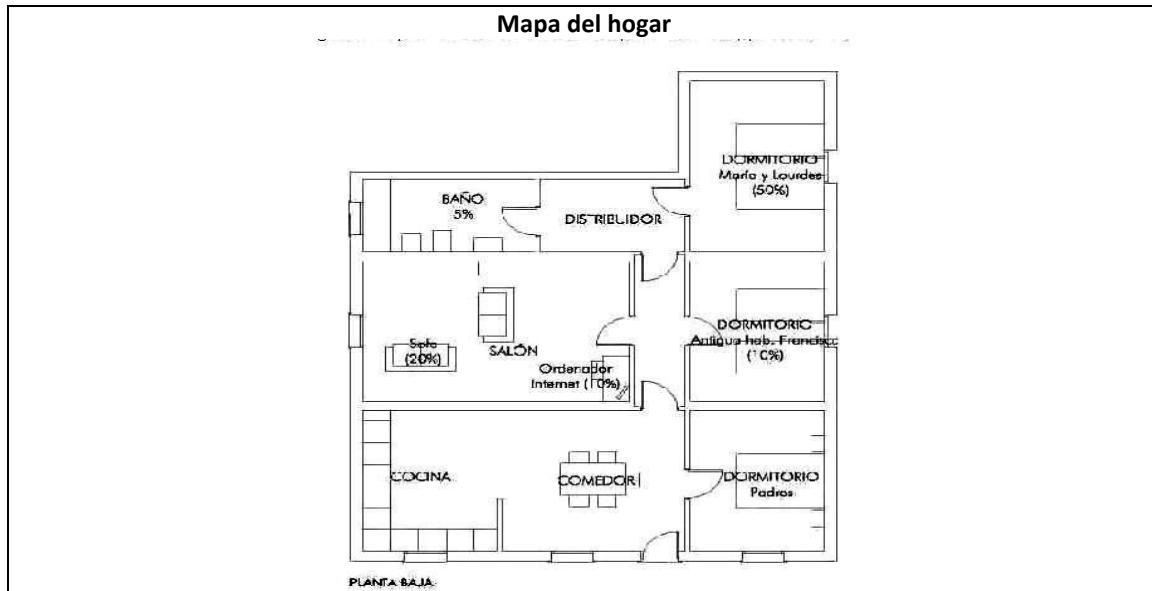 Mapa del hogar
DORMITORIO
María y Lourdes
(50%)
BAÑO
5%
DISTRIBUIDOR
DORMITORIO
Antigua hab. Francisco
(10%)
Sofa
(20%)
SALÓN
Ordenador
Internet (10%)
COCINA
COMEDOR
DORMITORIO
Padres
PLANTA BAJA